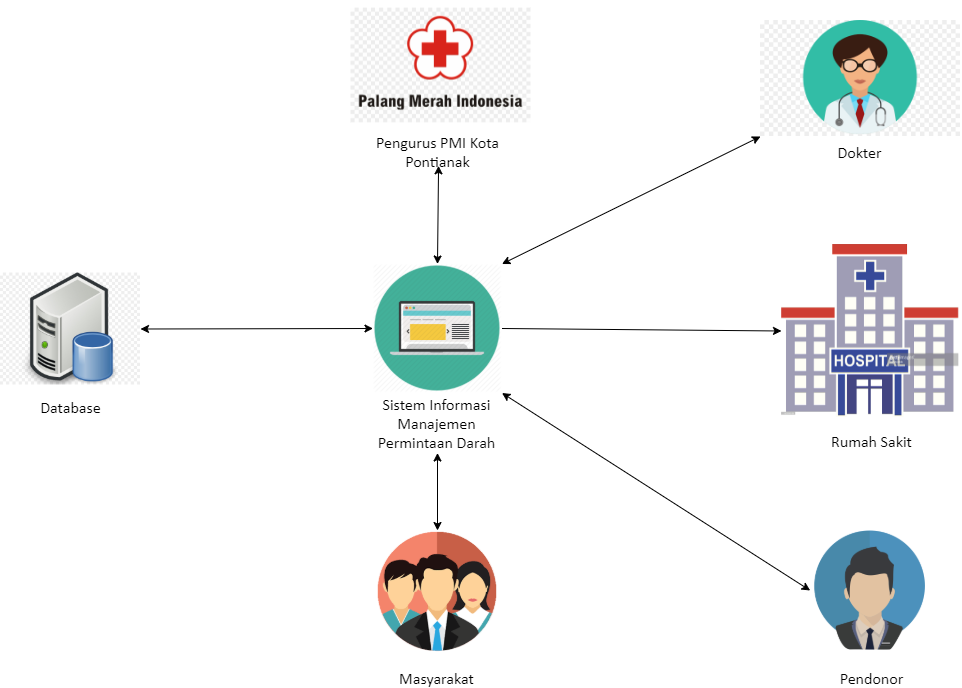 Palang Merah Indonesia
Pengurus PMI Kota
Pontianak
Dokter
HOSPITAL
Database
Sistem Informasi
Manajemen
Permintaan Darah
Rumah Sakit
Masyarakat
Pendonor